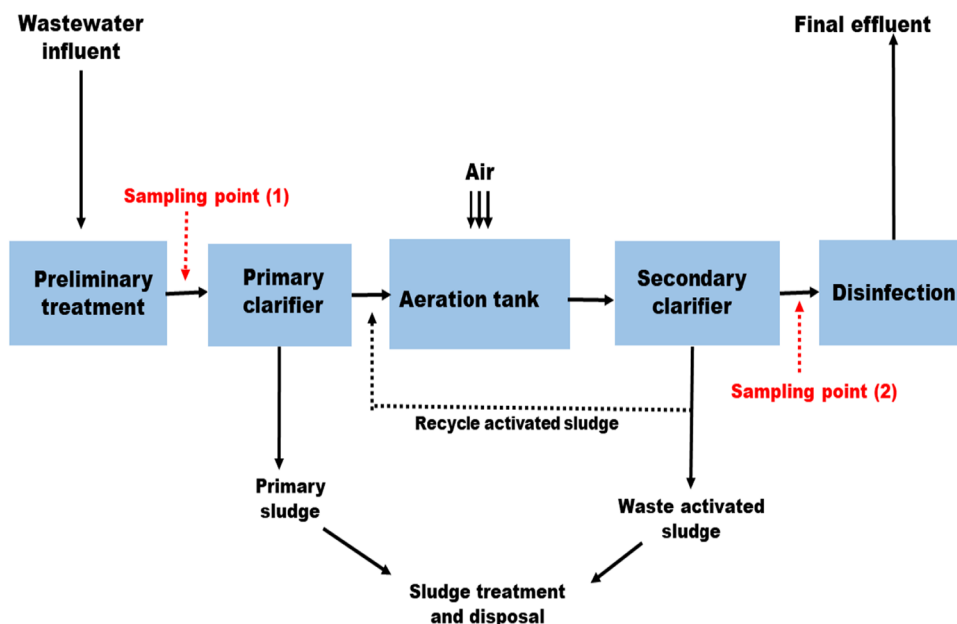 Wastewater
influent
Final effluent
Air
Sampling point (1)
Preliminary
treatment
Primary
clarifier
Aeration tank
Secondary
clarifier
Disinfection
Sampling point (2)
Recycle activated sludge
Primary
sludge
Waste activated
sludge
Sludge treatment
and disposal